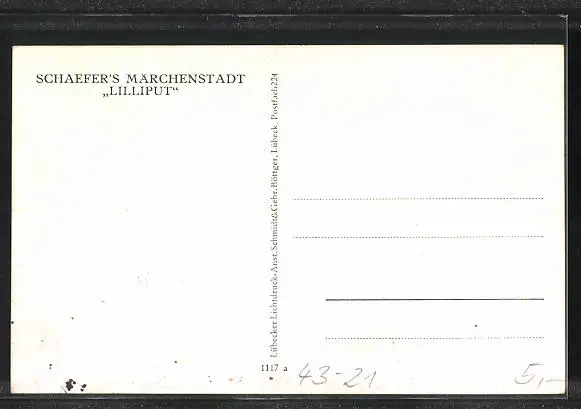 SCHAEFER'S MÄRCHENSTADT
„LILLIPUT“
Lübecker Lichtdruck-Anst. Schmidt & Gebr. Böttger, Lübeck. Postfach 224
1117 a
43-21
5,-